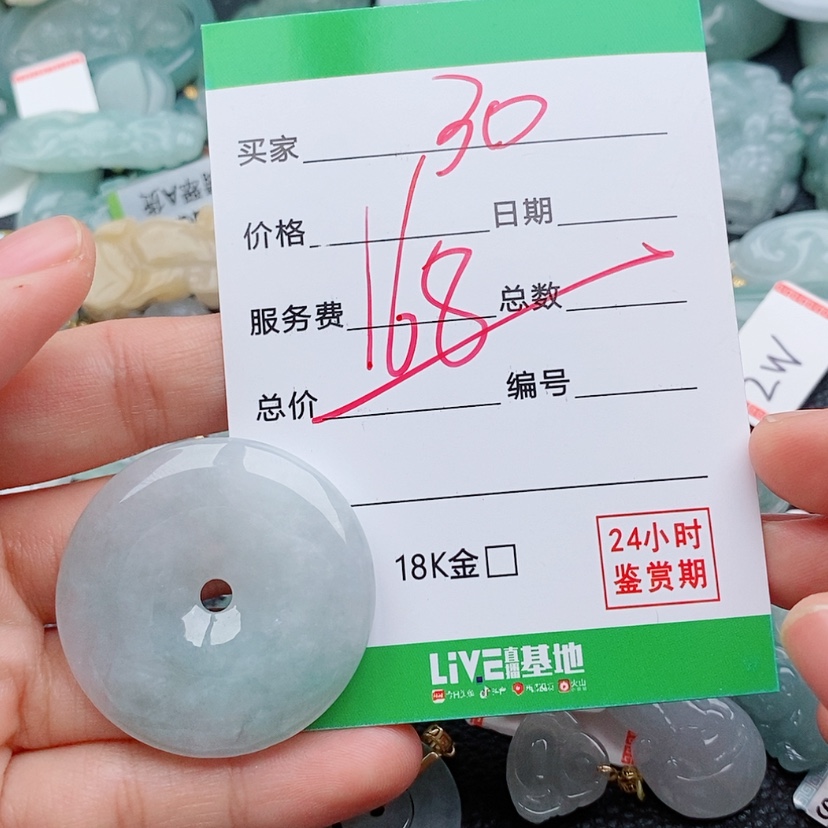 30
买家
价格 日期
168
服务费 总数
总价 编号
18K金
24小时
鉴赏期
LIVE直播基地
2W